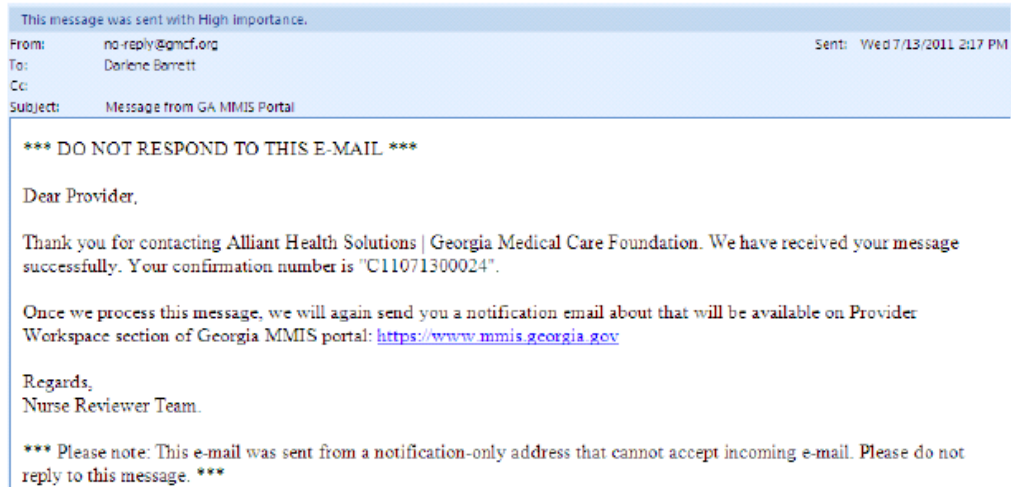 This message was sent with High importance.
From: no-reply@gmcf.org Sent: Wed 7/13/2011 2:17 PM
To: Darlene Barrett
Cc:
Subject: Message from GA MMIS Portal
*** DO NOT RESPOND TO THIS E-MAIL ***
Dear Provider,
Thank you for contacting Alliant Health Solutions | Georgia Medical Care Foundation. We have received your message
successfully. Your confirmation number is "C11071300024".
Once we process this message, we will again send you a notification email about that will be available on Provider
Workspace section of Georgia MMIS portal: https://www.mmis.georgia.gov
Regards,
Nurse Reviewer Team.
*** Please note: This e-mail was sent from a notification-only address that cannot accept incoming e-mail. Please do not
reply to this message. ***